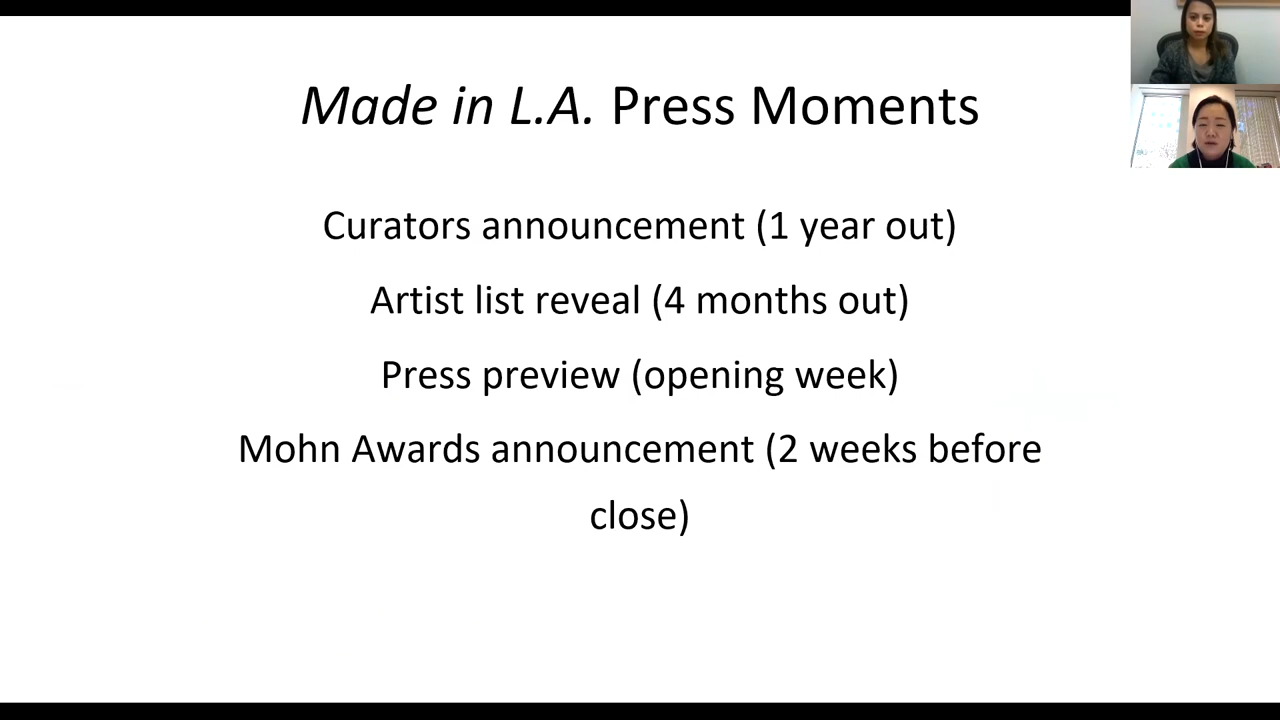 Made in L.A. Press Moments
Curators announcement (1 year out)
Artist list reveal (4 months out)
Press preview (opening week)
Mohn Awards announcement (2 weeks before
close)